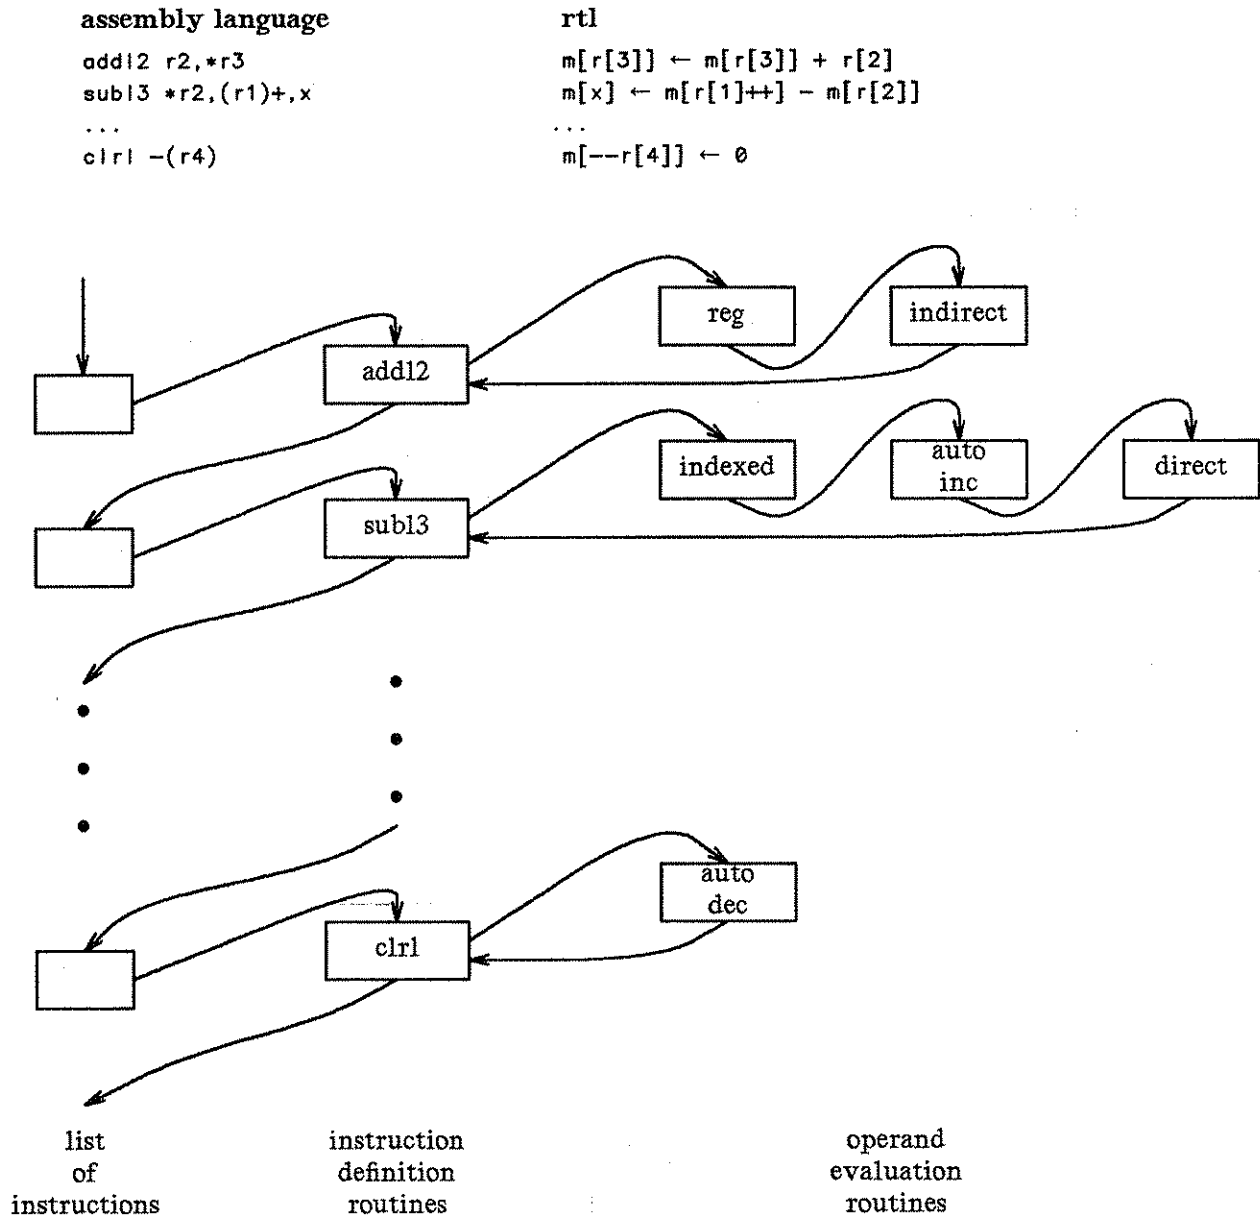 assembly language rtl
addl2 r2,*r3 m[r[3]] ← m[r[3]] + r[2]
subl3 *r2,(r1)+,x m[x] ← m[r[1]++] − m[r[2]]
... ...
clrl −(r4) m[−−r[4]] ← 0
reg indirect
addl2
indexed auto inc direct
subl3
auto
dec
clrl
list instruction operand
of definition evaluation
instructions routines routines